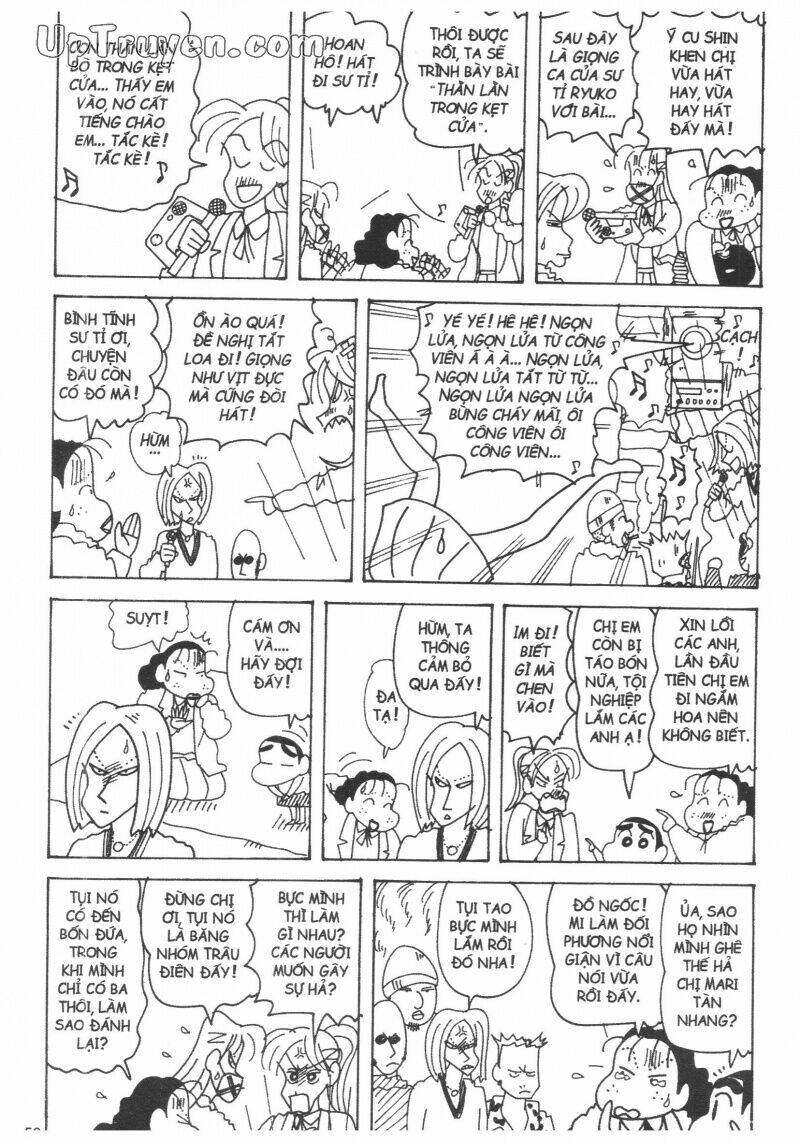 UpTruyen.com
CON THẰN LẰN
BÒ TRONG KẸT
CỬA... THẤY EM
VÀO, NÓ CẤT
TIẾNG CHÀO
EM... TẮC KÈ!
TẮC KÈ!
HOAN
HÔ! HÁT
ĐI SƯ TỈ!
THÔI ĐƯỢC
RỒI, TA SẼ
TRÌNH BÀY BÀI
"THẰN LẰN
TRONG KẸT
CỬA".
SAU ĐÂY
LÀ GIỌNG
CA CỦA SƯ
TỈ RYUKO
VỚI BÀI...
Ý CU SHIN
KHEN CHỊ
VỪA HÁT
HAY, VỪA
HAY HÁT
ĐẤY MÀ!
BÌNH TĨNH
SƯ TỈ ƠI,
CHUYỆN
ĐÂU CÒN
CÓ ĐÓ MÀ!
HỪM
...
ỒN ÀO QUÁ!
ĐỀ NGHỊ TẮT
LOA ĐI! GIỌNG
NHƯ VỊT ĐỰC
MÀ CŨNG ĐÒI
HÁT!
YÉ YÉ! HÊ HÊ! NGỌN
LỬA, NGỌN LỬA TỪ CÔNG
VIÊN Ã À À... NGỌN LỬA,
NGỌN LỬA TẮT TỪ TỪ...
NGỌN LỬA NGỌN LỬA
BỪNG CHÁY MÃI, ÔI
CÔNG VIÊN ÔI
CÔNG VIÊN...
CẠCH
!
SUYT!
CÁM ƠN
VÀ....
HÃY ĐỢI
ĐẤY!
ĐA
TẠ!
HỪM, TA
THÔNG
CẢM BỎ
QUA ĐẤY!
IM ĐI!
BIẾT
GÌ MÀ
CHEN
VÀO!
CHỊ EM
CÒN BỊ
TÁO BÓN
NỮA, TỘI
NGHIỆP
LẮM CÁC
ANH Ạ!
XIN LỖI
CÁC ANH,
LẦN ĐẦU
TIÊN CHỊ EM
ĐI NGẮM
HOA NÊN
KHÔNG BIẾT.
TỤI NÓ
CÓ ĐẾN
BỐN ĐỨA,
TRONG
KHI MÌNH
CHỈ CÓ BA
THÔI, LÀM
SAO ĐÁNH
LẠI?
ĐỪNG CHỊ
ƠI, TỤI NÓ
LÀ BĂNG
NHÓM TRÂU
ĐIÊN ĐẤY!
BỰC MÌNH
THÌ LÀM
GÌ NHAU?
CÁC NGƯỜI
MUỐN GÂY
SỰ HẢ?
TỤI TAO
BỰC MÌNH
LẮM RỒI
ĐÓ NHA!
ĐỒ NGỐC!
MI LÀM ĐỐI
PHƯƠNG NỔI
GIẬN VÌ CÂU
NÓI VỪA
RỒI ĐẤY.
ỦA, SAO
HỌ NHÌN
MÌNH GHÊ
THẾ HẢ
CHỊ MARI
TÀN
NHANG?